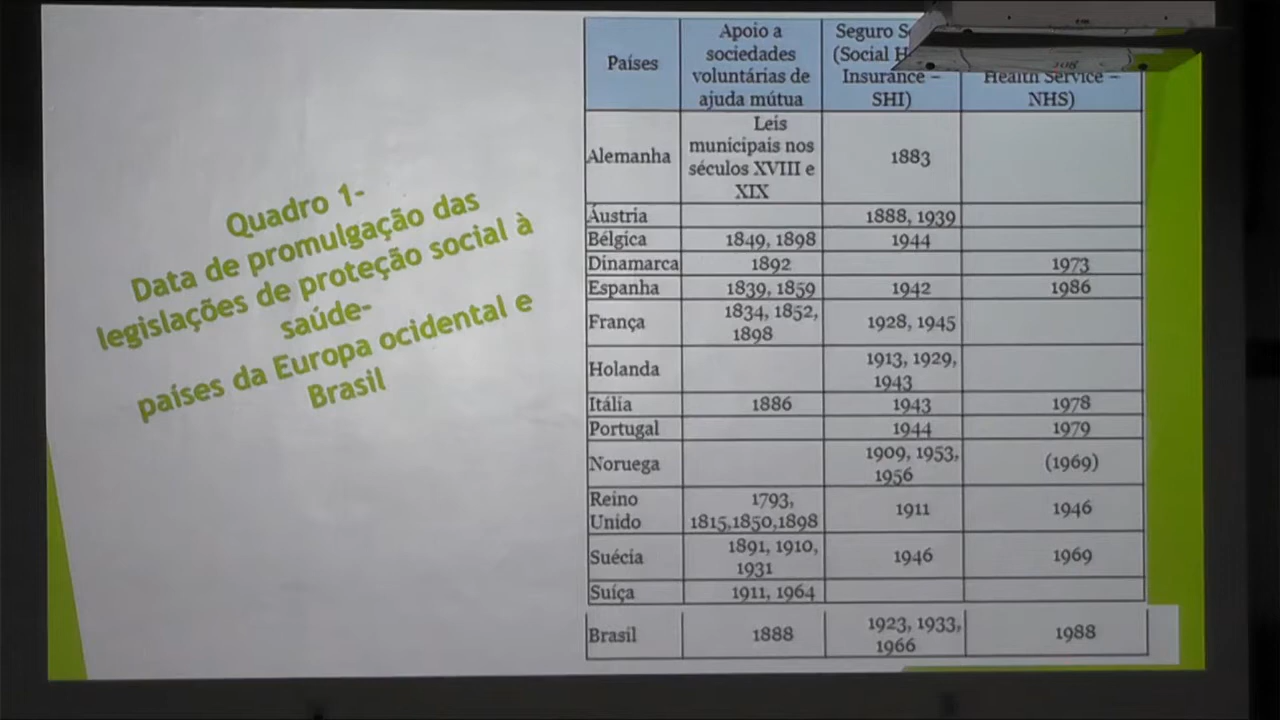 Quadro 1-
Data de promulgação das
legislações de proteção social à
saúde-
países da Europa ocidental e
Brasil
Países
Apoio a
sociedades
voluntárias de
ajuda mútua
Seguro
(Social
Insurance –
SHI)
Health Service –
NHS)
Alemanha
Leis
municipais nos
séculos XVIII e
XIX
1883
Áustria
1888, 1939
Bélgica
1849, 1898
1944
Dinamarca
1892
1973
Espanha
1839, 1859
1942
1986
França
1834, 1852,
1898
1928, 1945
Holanda
1913, 1929,
1943
Itália
1886
1943
1978
Portugal
1944
1979
Noruega
1909, 1953,
1956
(1969)
Reino
Unido
1793,
1815,1850,1898
1911
1946
Suécia
1891, 1910,
1931
1946
1969
Suíça
1911, 1964
Brasil
1888
1923, 1933,
1966
1988